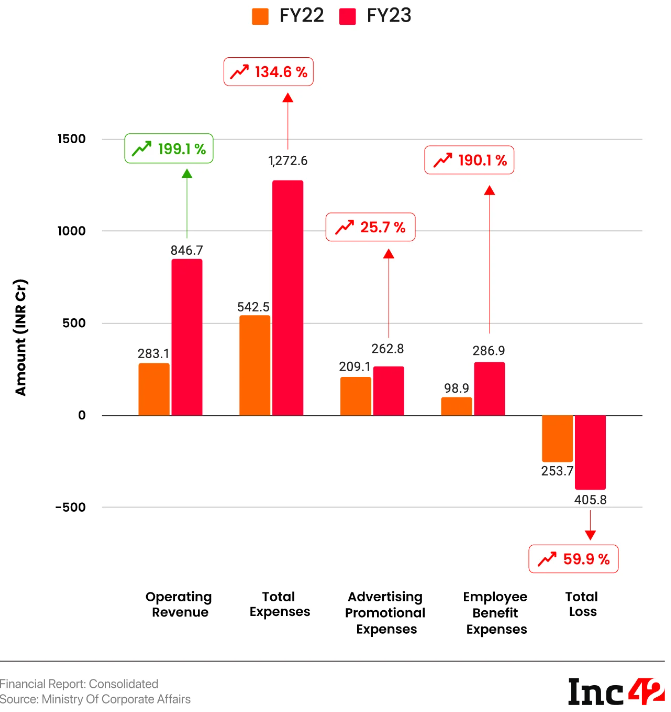 FY22 FY23
134.6 %
1500
199.1 %
1,272.6
190.1 %
1000
25.7 %
846.7
Amount (INR Cr)
542.5
500
283.1
209.1
262.8
98.9
286.9
0
253.7
405.8
-500
59.9 %
Operating
Revenue
Total
Expenses
Advertising
Promotional
Expenses
Employee
Benefit
Expenses
Total
Loss
Financial Report: Consolidated
Source: Ministry Of Corporate Affairs
Inc42